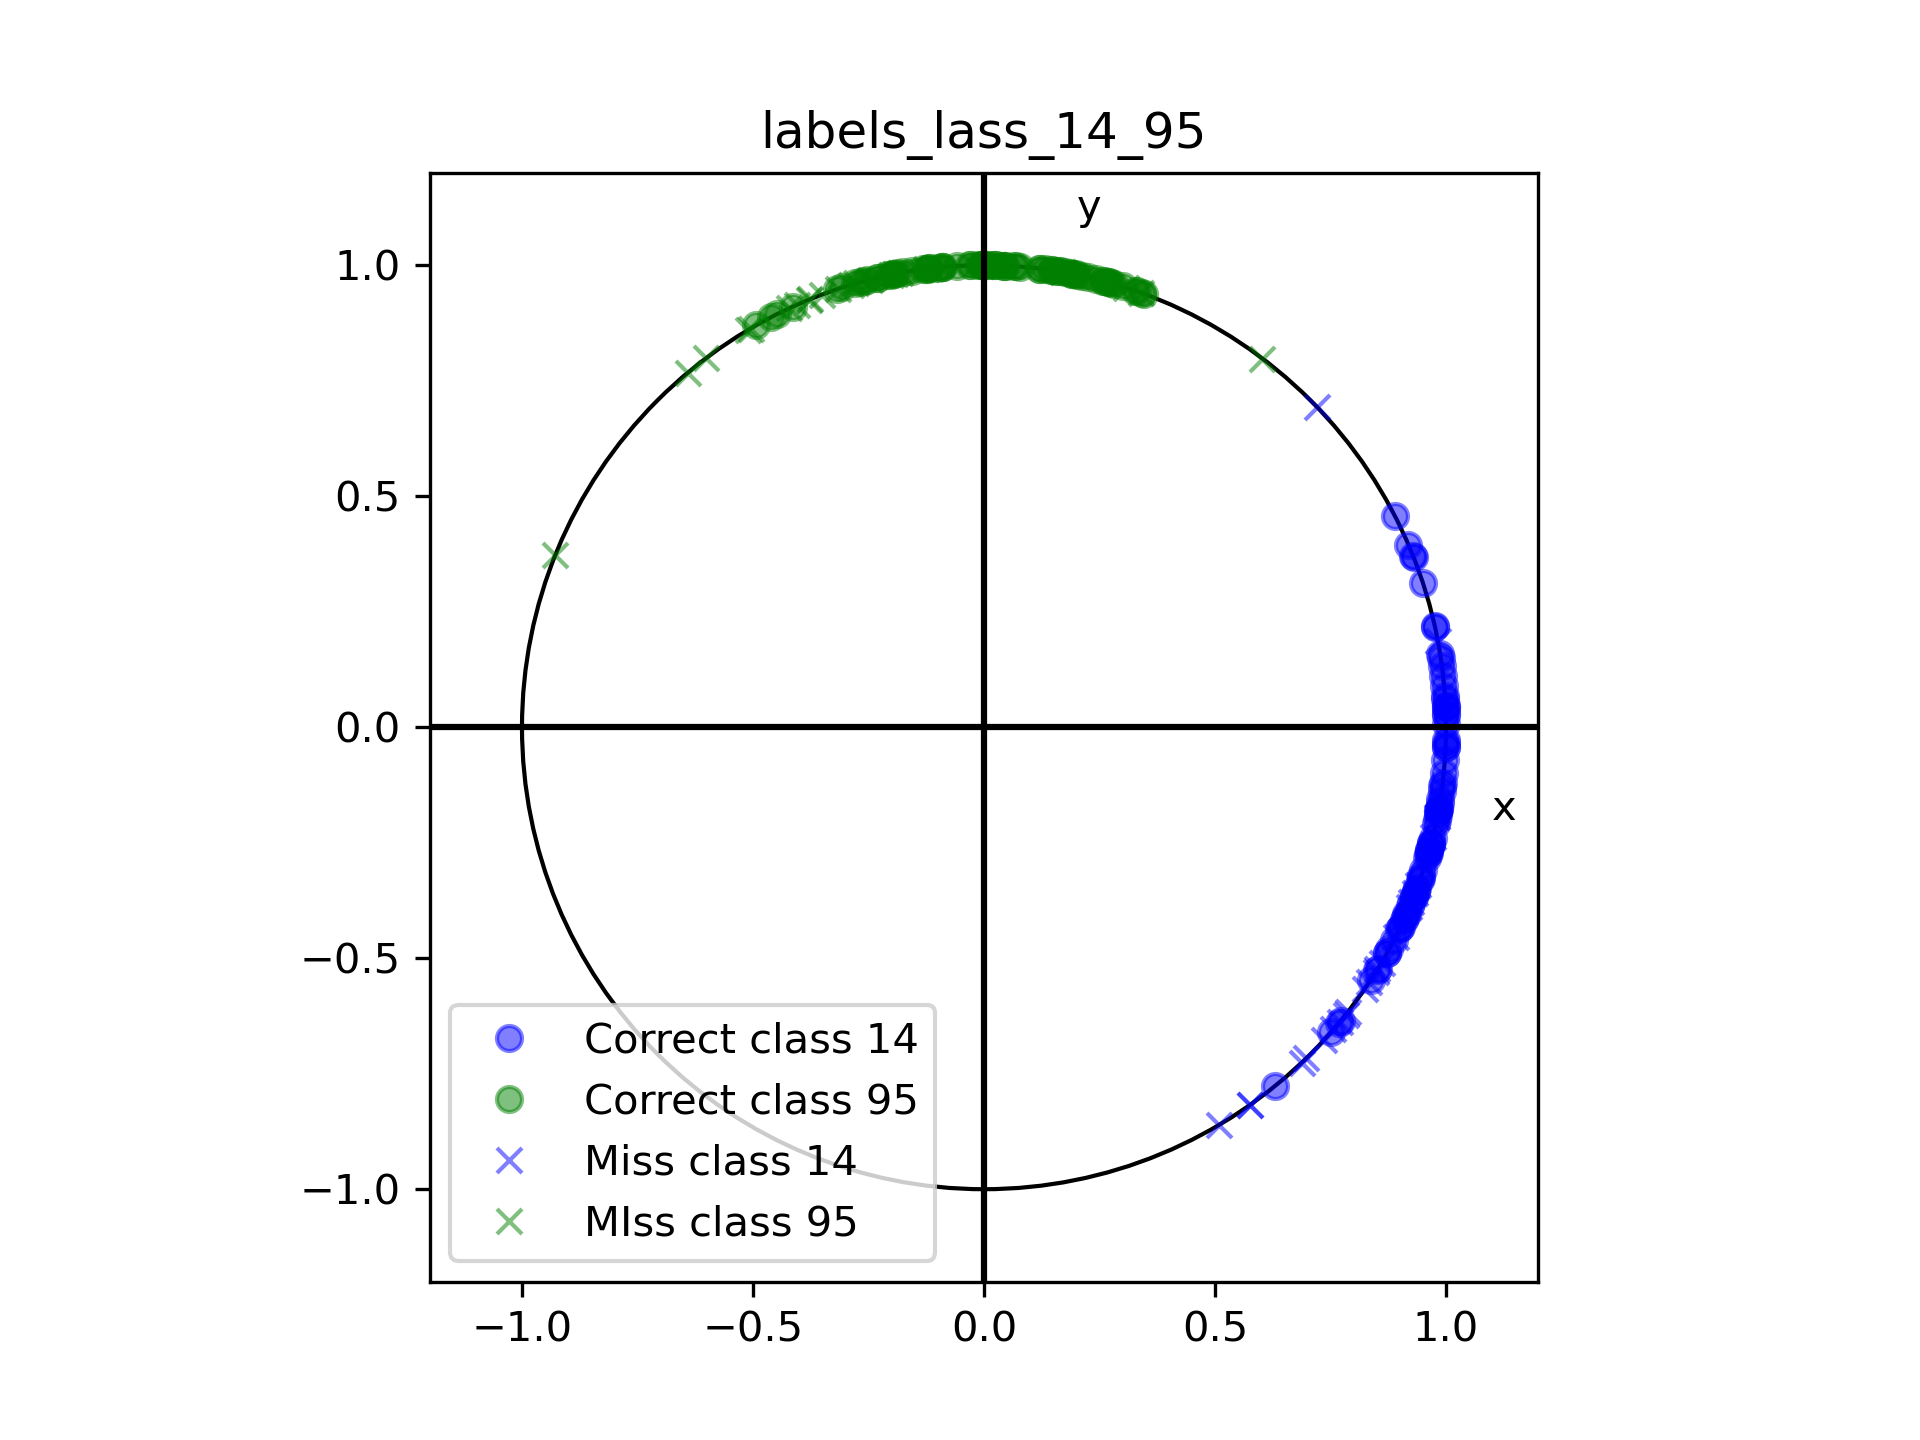 labels_lass_14_95
y
1.0
0.5
0.0
−0.5
−1.0
x
Correct class 14
Correct class 95
Miss class 14
MIss class 95
−1.0 −0.5 0.0 0.5 1.0